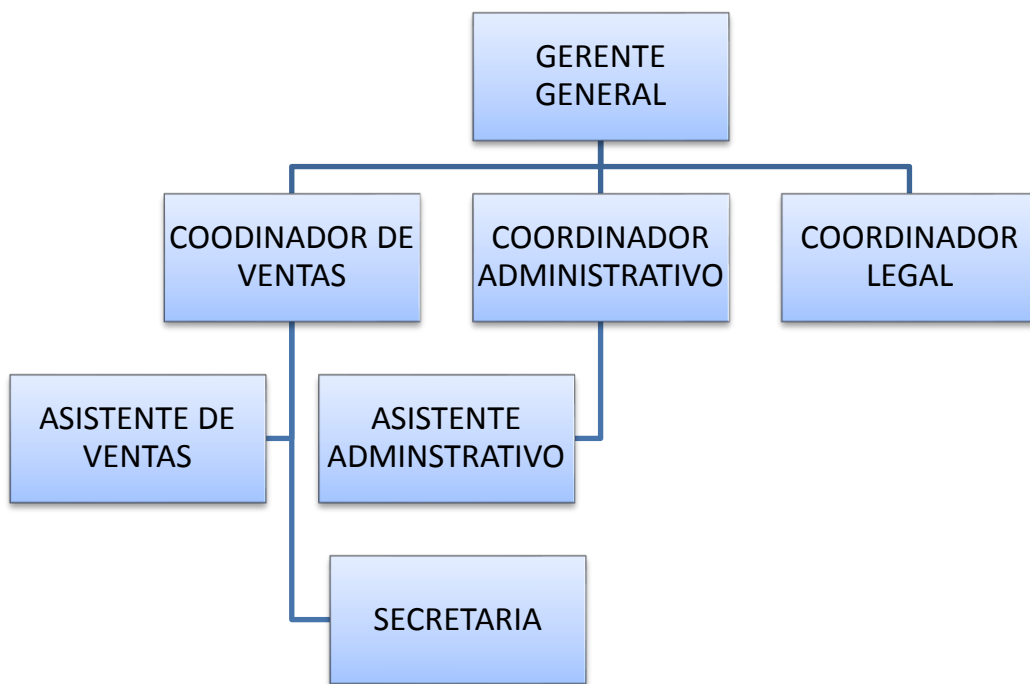 GERENTE
GENERAL
COODINADOR DE
VENTAS
COORDINADOR
ADMINISTRATIVO
COORDINADOR
LEGAL
ASISTENTE DE
VENTAS
ASISTENTE
ADMINSTRATIVO
SECRETARIA